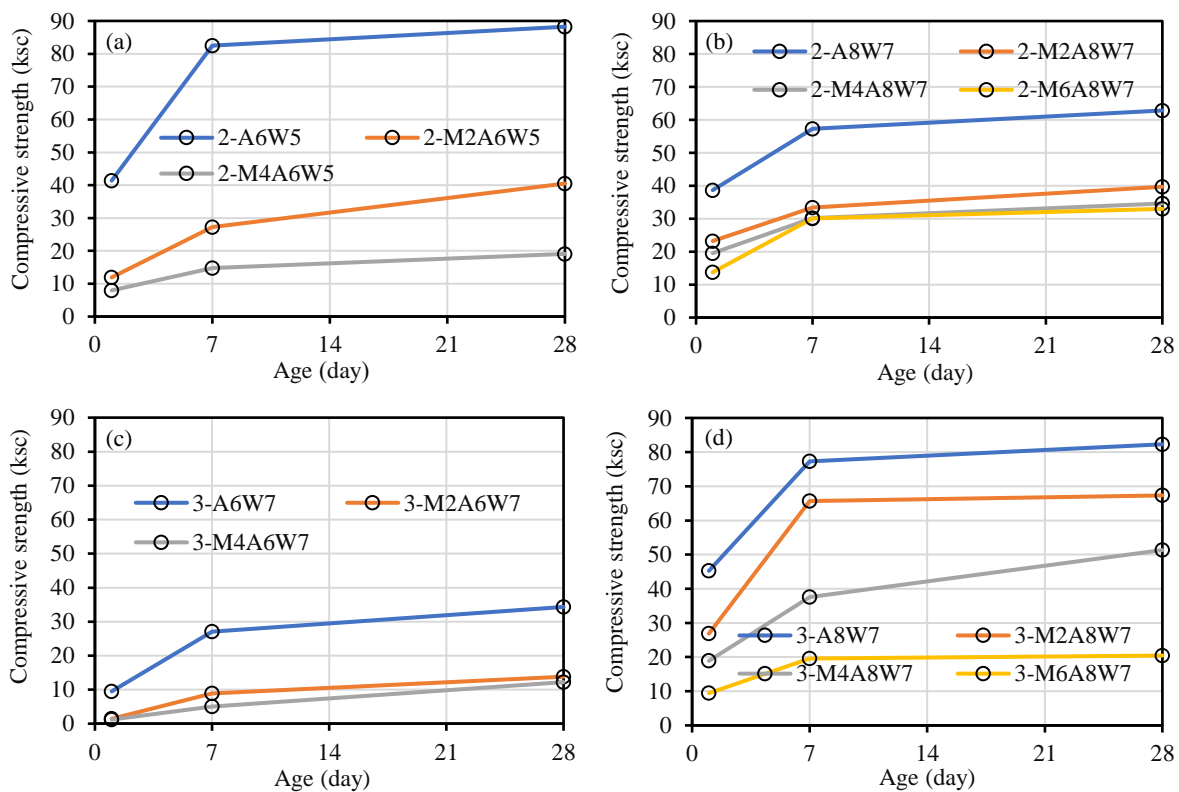 (a)
Compressive strength (ksc)
90
80
70
60
50
40
30
20
10
0
2-A6W5 2-M2A6W5
2-M4A6W5
0 7 14 21 28
Age (day)
(b)
Compressive strength (ksc)
90
80
70
60
50
40
30
20
10
0
2-A8W7 2-M2A8W7
2-M4A8W7 2-M6A8W7
0 7 14 21 28
Age (day)
(c)
Compressive srength (ksc)
90
80
70
60
50
40
30
20
10
0
3-A6W7 3-M2A6W7
3-M4A6W7
0 7 14 21 28
Age (day)
(d)
Compressive strength (ksc)
90
80
70
60
50
40
30
20
10
0
3-A8W7 3-M2A8W7
3-M4A8W7 3-M6A8W7
0 7 14 21 28
Age (day)